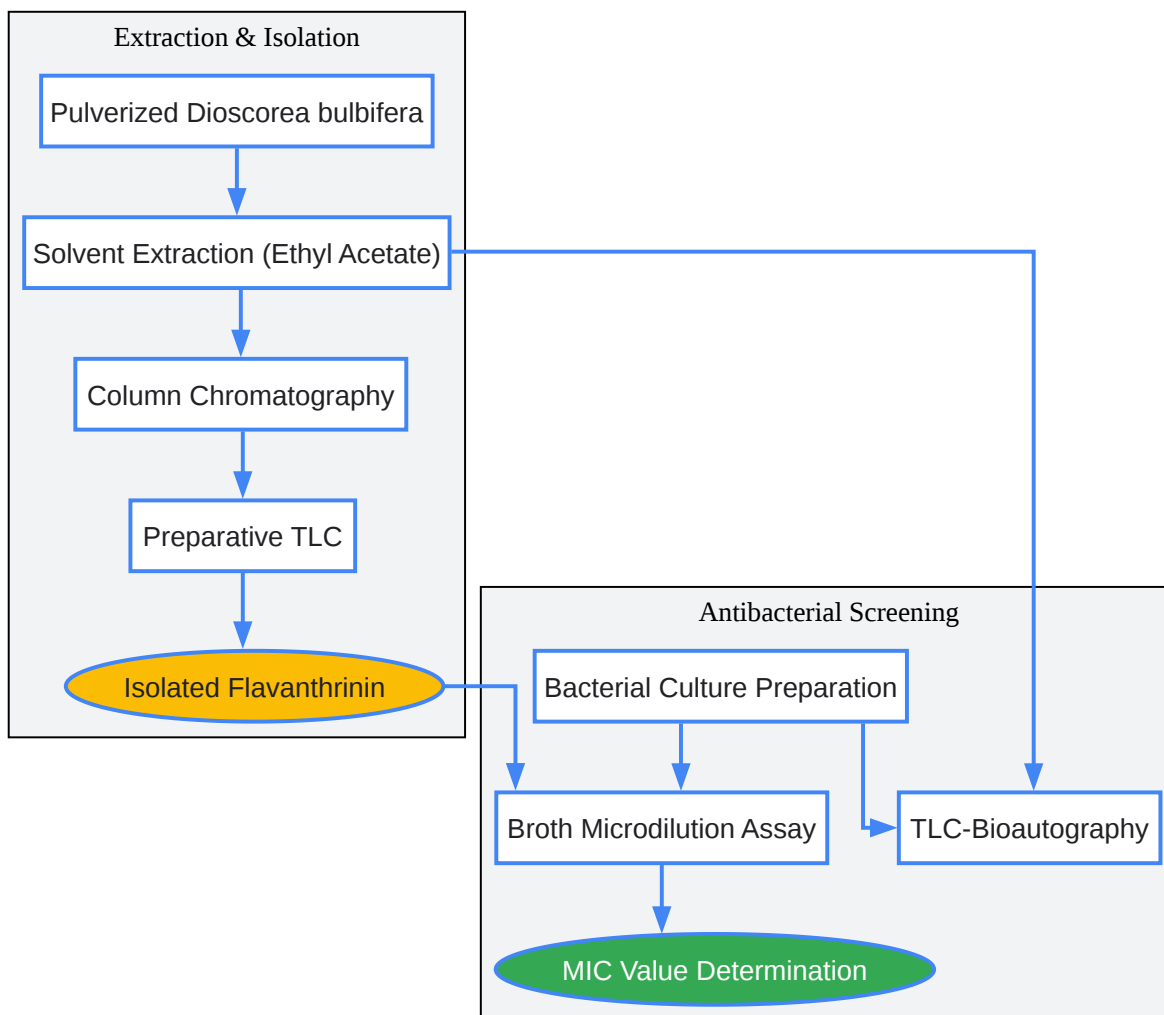 Extraction & Isolation
Pulverized Dioscorea bulbifera
Solvent Extraction (Ethyl Acetate)
Column Chromatography
Preparative TLC
Isolated Flavanthrinin
Antibacterial Screening
Bacterial Culture Preparation
Broth Microdilution Assay
TLC-Bioautography
MIC Value Determination